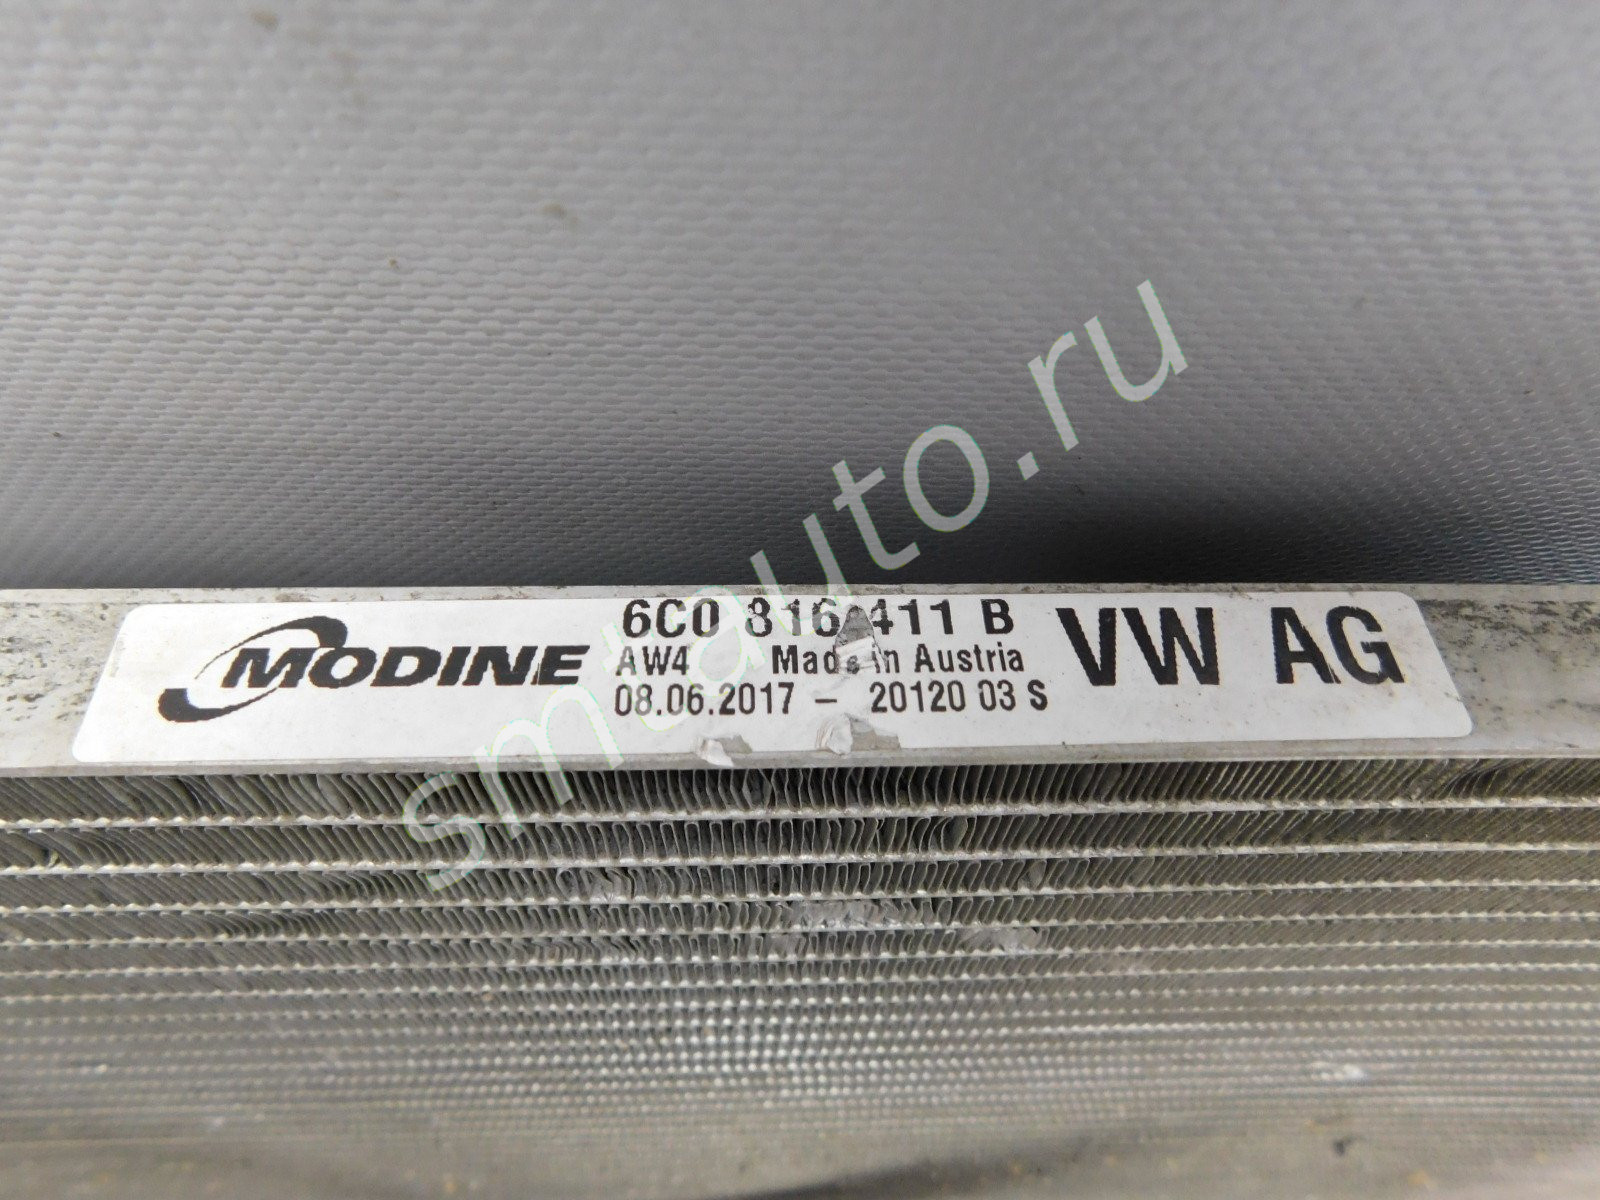 smtauto.ru
MODINE
6C0 816 411 B
AW4 Made in Austria
08.06.2017 – 20120 03 S
VW AG